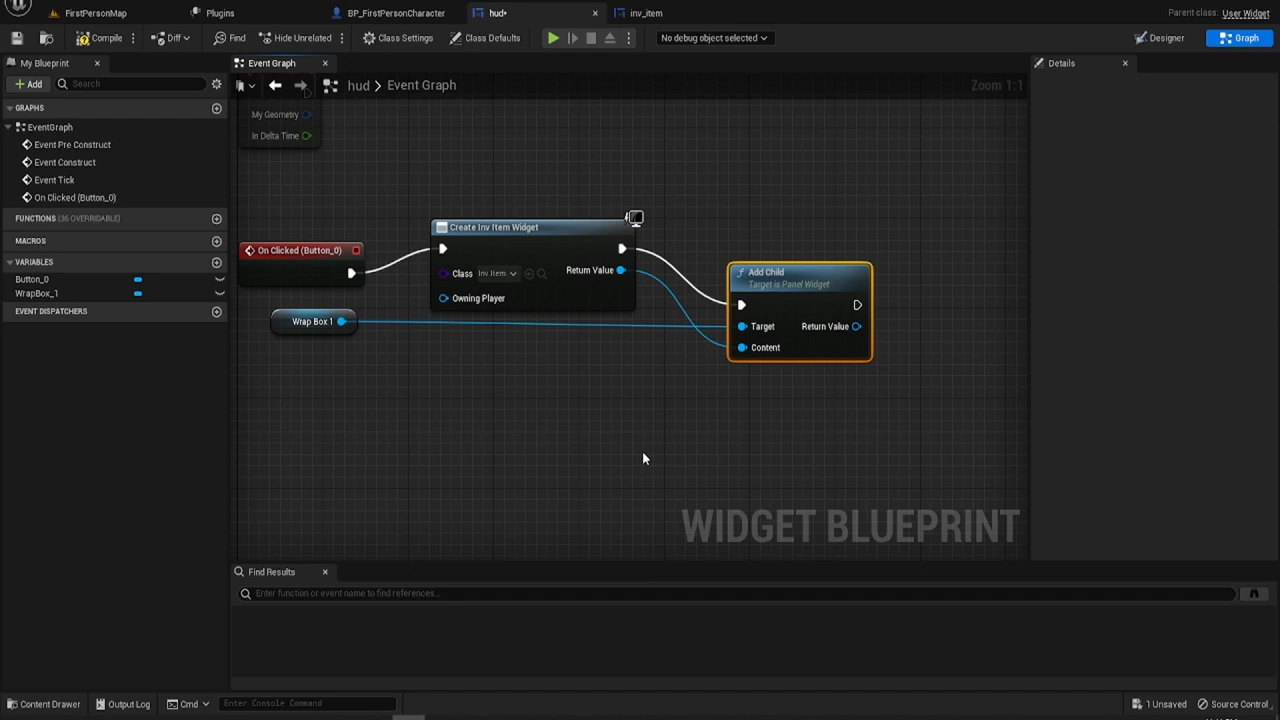 FirstPersonMap
Plugins
BP_FirstPersonCharacter
hud•
inv_item
Parent class: User Widget
Compile
Diff
Find
Hide Unrelated
Class Settings
Class Defaults
No debug object selected
Designer
Graph
My Blueprint
Event Graph
Details
Add
Search
hud > Event Graph
Zoom 1:1
GRAPHS
EventGraph
Event Pre Construct
Event Construct
Event Tick
On Clicked (Button_0)
FUNCTIONS (36 OVERRIDABLE)
MACROS
VARIABLES
Button_0
WrapBox_1
EVENT DISPATCHERS
My Geometry
In Delta Time
On Clicked (Button_0)
Create Inv Item Widget
Class Inv Item
Return Value
Owning Player
Wrap Box 1
Add Child
Target is Panel Widget
Target
Return Value
Content
WIDGET BLUEPRINT
Find Results
Enter function or event name to find references...
Content Drawer
Output Log
Cmd
Enter Console Command
1 Unsaved
Source Control